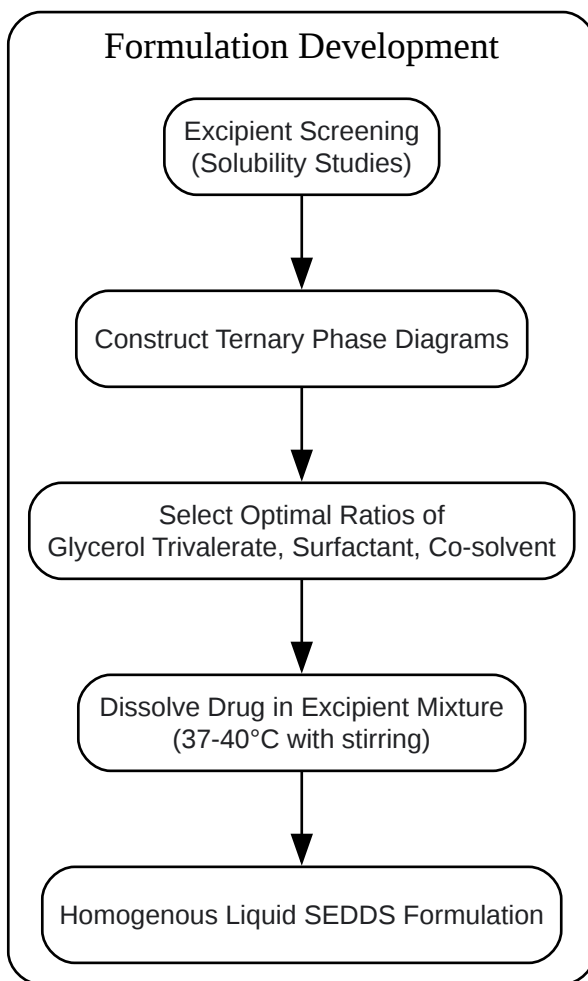 Formulation Development
Excipient Screening
(Solubility Studies)
Construct Ternary Phase Diagrams
Select Optimal Ratios of
Glycerol Trivalerate, Surfactant, Co-solvent
Dissolve Drug in Excipient Mixture
(37-40°C with stirring)
Homogenous Liquid SEDDS Formulation